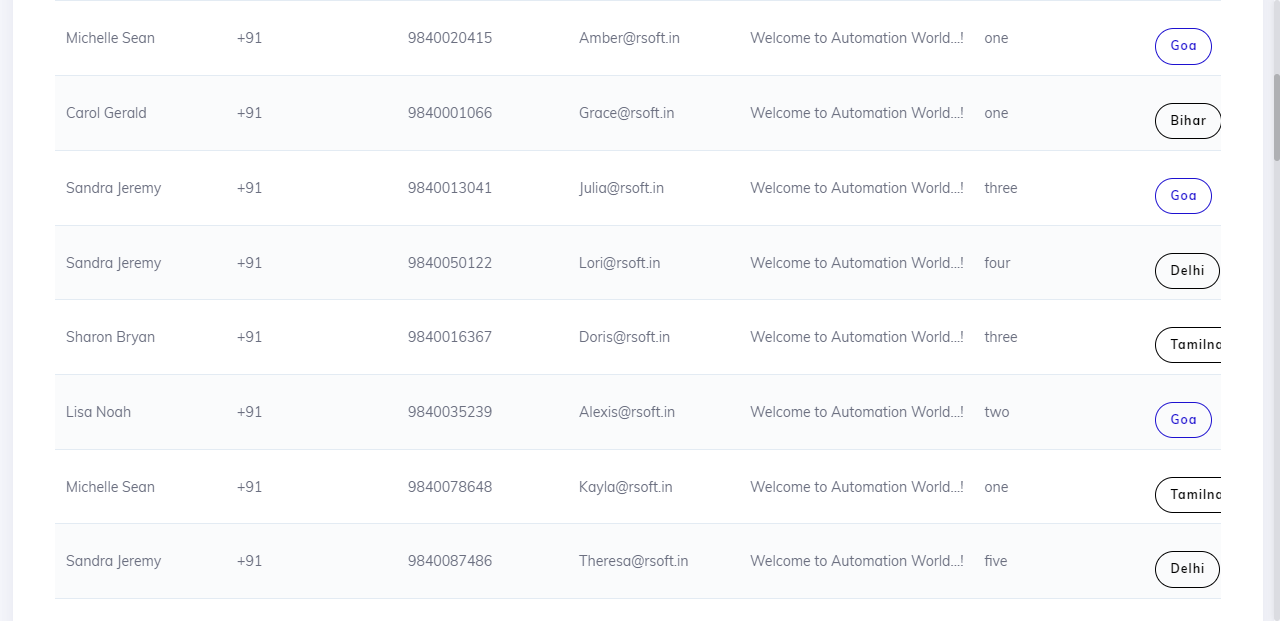 Michelle Sean +91 9840020415 Amber@rsoft.in Welcome to Automation World...! one Goa
Carol Gerald +91 9840001066 Grace@rsoft.in Welcome to Automation World...! one Bihar
Sandra Jeremy +91 9840013041 Julia@rsoft.in Welcome to Automation World...! three Goa
Sandra Jeremy +91 9840050122 Lori@rsoft.in Welcome to Automation World...! four Delhi
Sharon Bryan +91 9840016367 Doris@rsoft.in Welcome to Automation World...! three
Lisa Noah +91 9840035239 Alexis@rsoft.in Welcome to Automation World...! two Goa
Michelle Sean +91 9840078648 Kayla@rsoft.in Welcome to Automation World...! one
Sandra Jeremy +91 9840087486 Theresa@rsoft.in Welcome to Automation World...! five Delhi